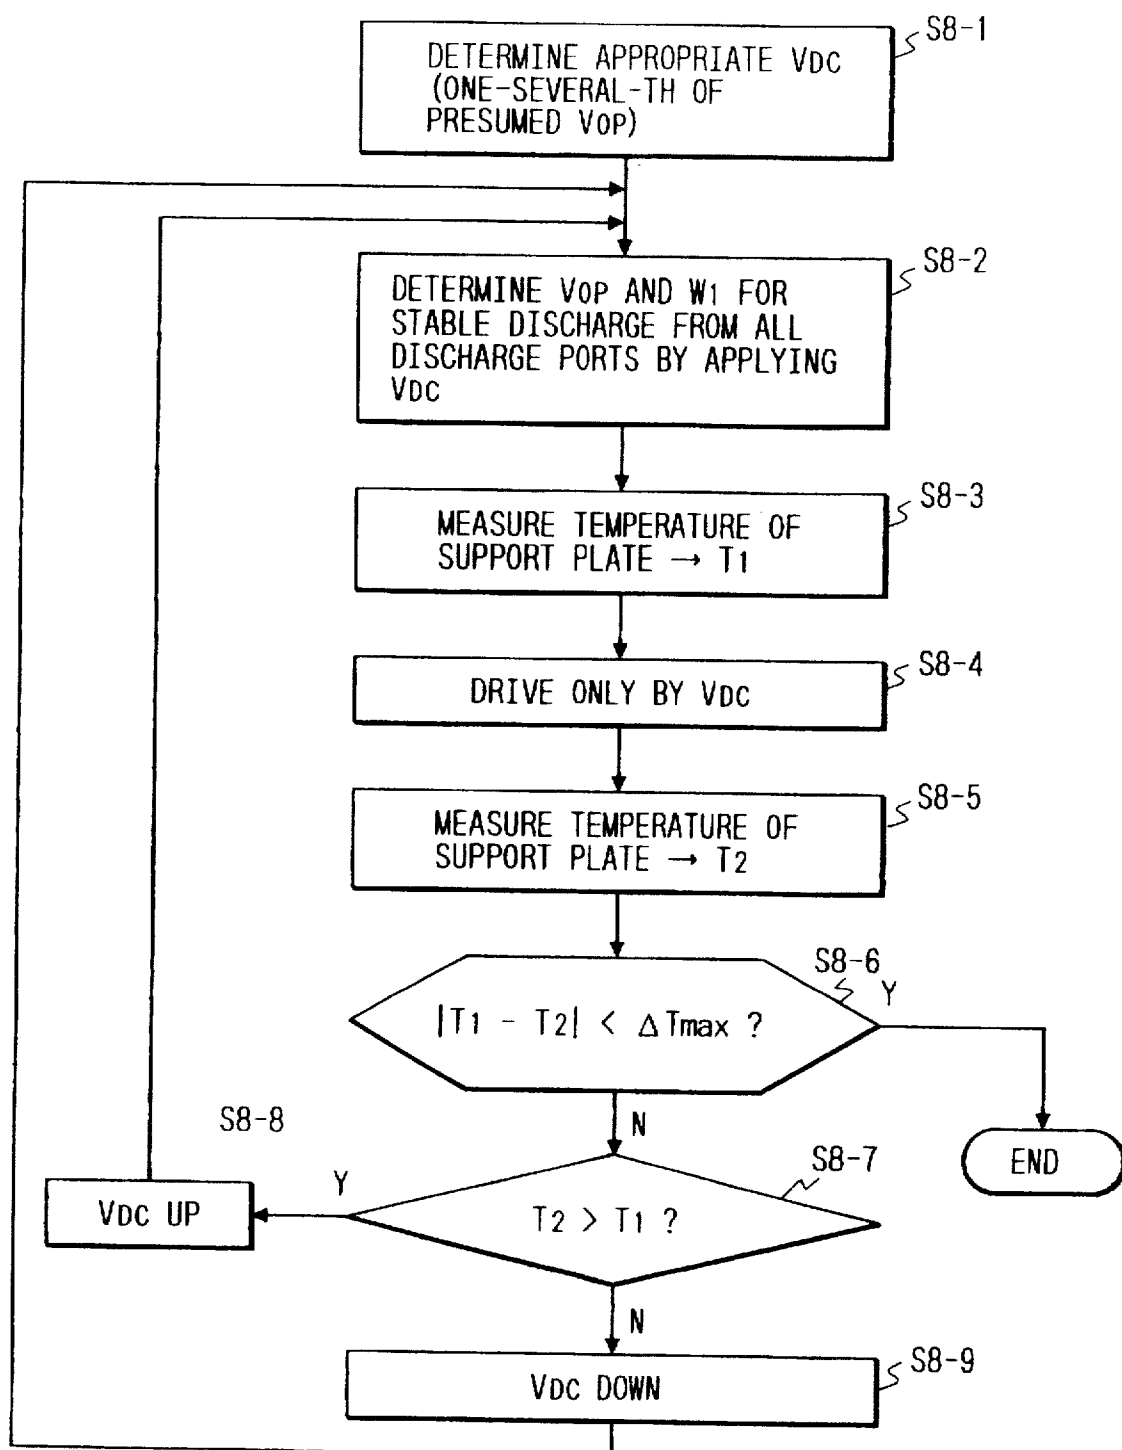 S8-1
DETERMINE APPROPRIATE VDC
(ONE-SEVERAL-TH OF
PRESUMED VOP)
S8-2
DETERMINE VOP AND W1 FOR
STABLE DISCHARGE FROM ALL
DISCHARGE PORTS BY APPLYING
VDC
S8-3
MEASURE TEMPERATURE OF
SUPPORT PLATE → T1
S8-4
DRIVE ONLY BY VDC
S8-5
MEASURE TEMPERATURE OF
SUPPORT PLATE → T2
S8-6
Y
|T1 - T2| < ΔTmax ?
S8-8
N
S8-7
END
Y
VDC UP
T2 > T1 ?
N
S8-9
VDC DOWN